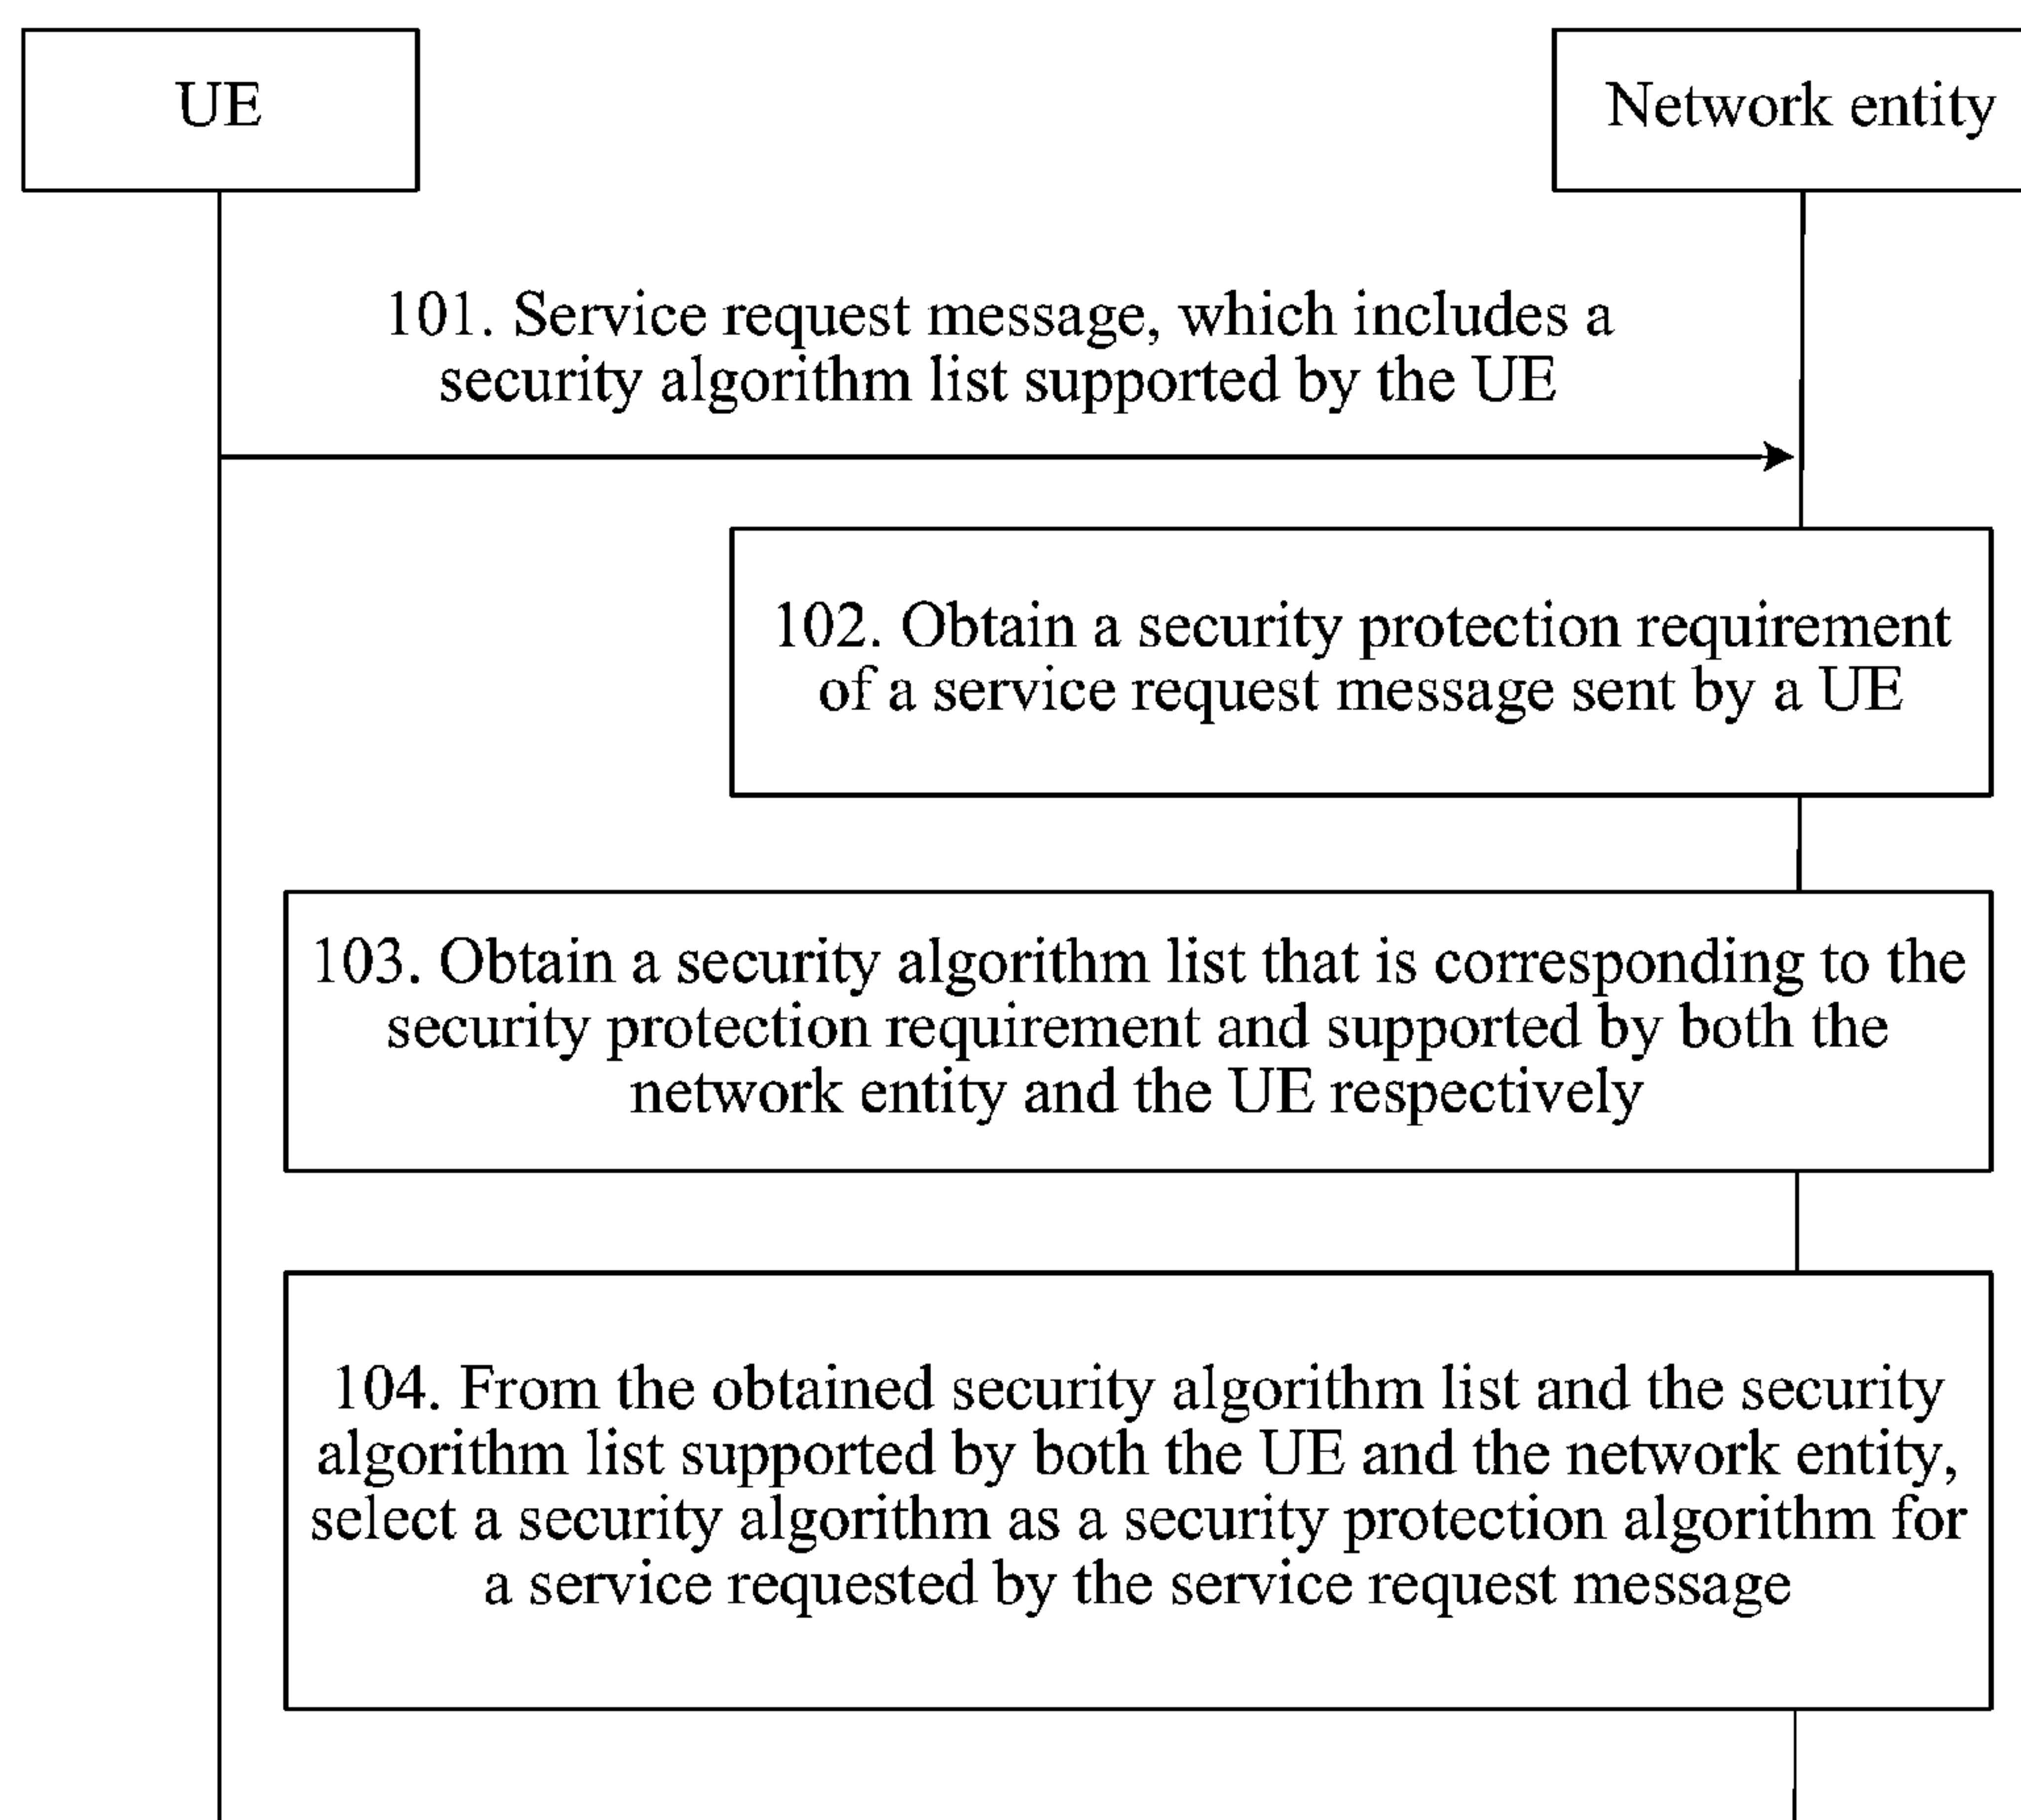 UE
Network entity
101. Service request message, which includes a
security algorithm list supported by the UE
102. Obtain a security protection requirement
of a service request message sent by a UE
103. Obtain a security algorithm list that is corresponding to the
security protection requirement and supported by both the
network entity and the UE respectively
104. From the obtained security algorithm list and the security
algorithm list supported by both the UE and the network entity,
select a security algorithm as a security protection algorithm for
a service requested by the service request message